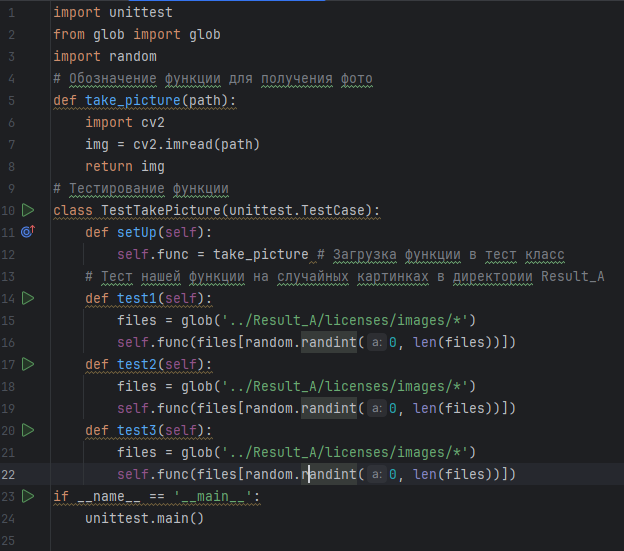 1 import unittest
2 from glob import glob
3 import random
4 # Обозначение функции для получения фото
5 def take_picture(path):
6     import cv2
7     img = cv2.imread(path)
8     return img
9 # Тестирование функции
10 class TestTakePicture(unittest.TestCase):
11     def setUp(self):
12         self.func = take_picture # Загрузка функции в тест класс
13     # Тест нашей функции на случайных картинках в директории Result_A
14     def test1(self):
15         files = glob('../Result_A/licenses/images/*')
16         self.func(files[random.randint(a: 0, len(files))])
17     def test2(self):
18         files = glob('../Result_A/licenses/images/*')
19         self.func(files[random.randint(a: 0, len(files))])
20     def test3(self):
21         files = glob('../Result_A/licenses/images/*')
22         self.func(files[random.randint(a: 0, len(files))])
23 if __name__ == '__main__':
24     unittest.main()
25